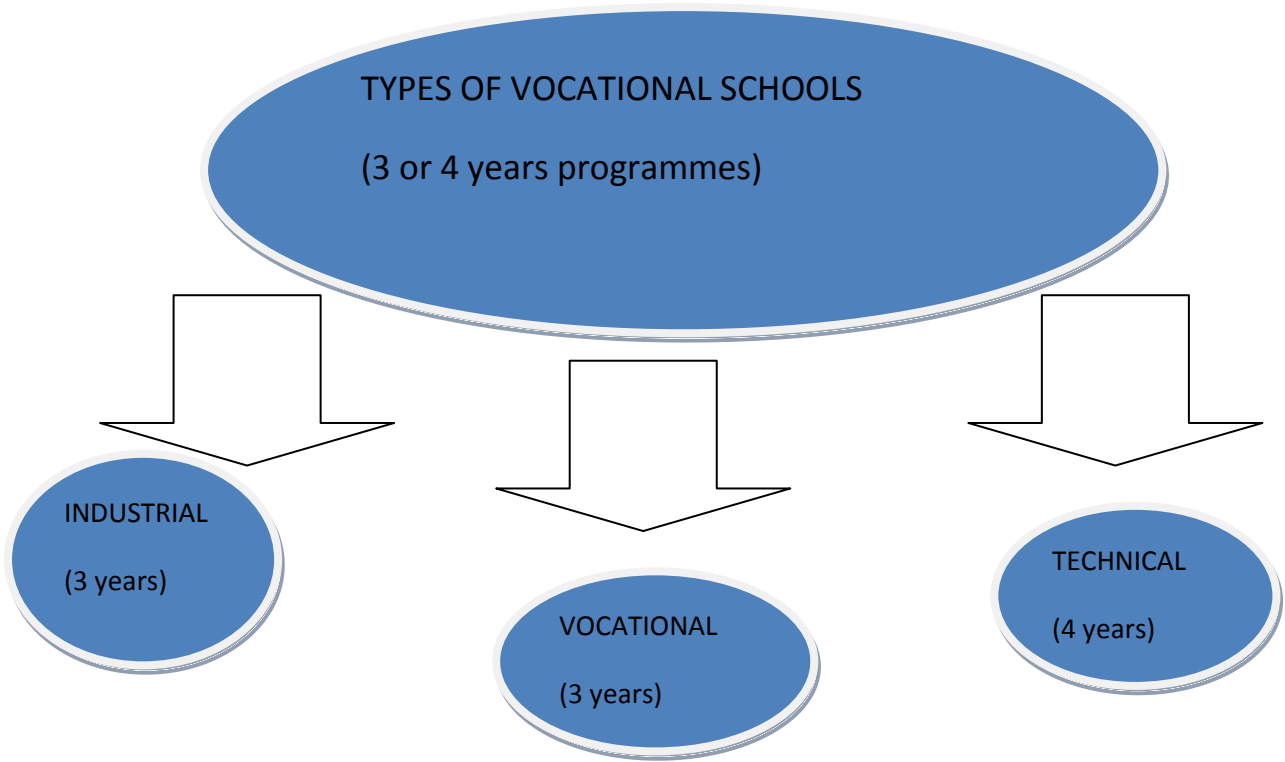 TYPES OF VOCATIONAL SCHOOLS
(3 or 4 years programmes)
INDUSTRIAL
(3 years)
VOCATIONAL
(3 years)
TECHNICAL
(4 years)